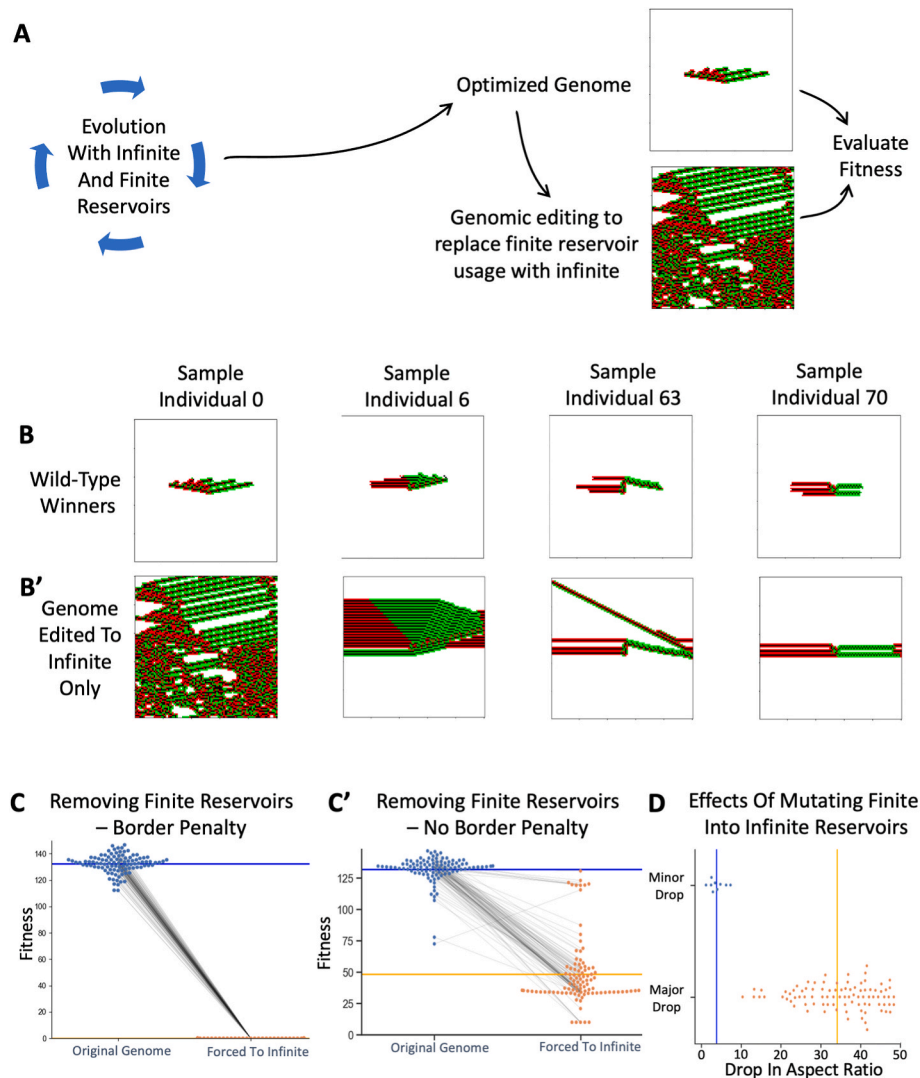 A
Evolution
With Infinite
And Finite
Reservoirs
Optimized Genome
Genomic editing to
replace finite reservoir
usage with infinite
Evaluate
Fitness
Sample
Individual 0
Sample
Individual 6
Sample
Individual 63
Sample
Individual 70
B
Wild-Type
Winners
B′
Genome
Edited To
Infinite
Only
C
Removing Finite Reservoirs
– Border Penalty
Fitness
140
120
100
80
60
40
20
0
Original Genome
Forced To Infinite
C′
Removing Finite Reservoirs
– No Border Penalty
Fitness
125
100
75
50
25
0
Original Genome
Forced To Infinite
D
Effects Of Mutating Finite
Into Infinite Reservoirs
Minor
Drop
Major
Drop
0 10 20 30 40 50
Drop In Aspect Ratio